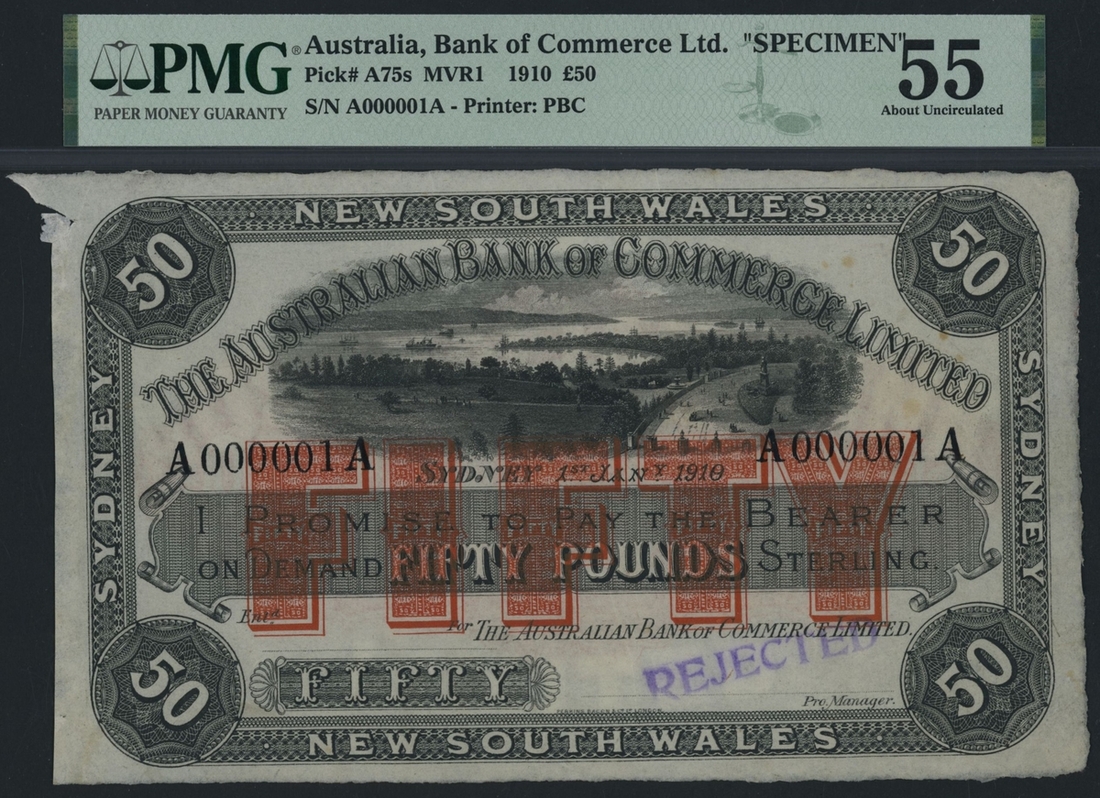 PMG® Australia, Bank of Commerce Ltd. "SPECIMEN" 55
PAPER MONEY GUARANTY
Pick# A75s MVR1 1910 £50
S/N A000001A - Printer: PBC
About Uncirculated
NEW SOUTH WALES
50
50
THE AUSTRALIAN BANK OF COMMERCE LIMITED
SYDNEY
SYDNEY
A000001A
A000001A
SYDNEY 1ST JANY 1910
FIFTY
I PROMISE TO PAY THE BEARER
ON DEMAND FIFTY POUNDS STERLING.
Entd.
For THE AUSTRALIAN BANK OF COMMERCE LIMITED.
REJECTED
FIFTY
Pro Manager.
50
50
NEW SOUTH WALES